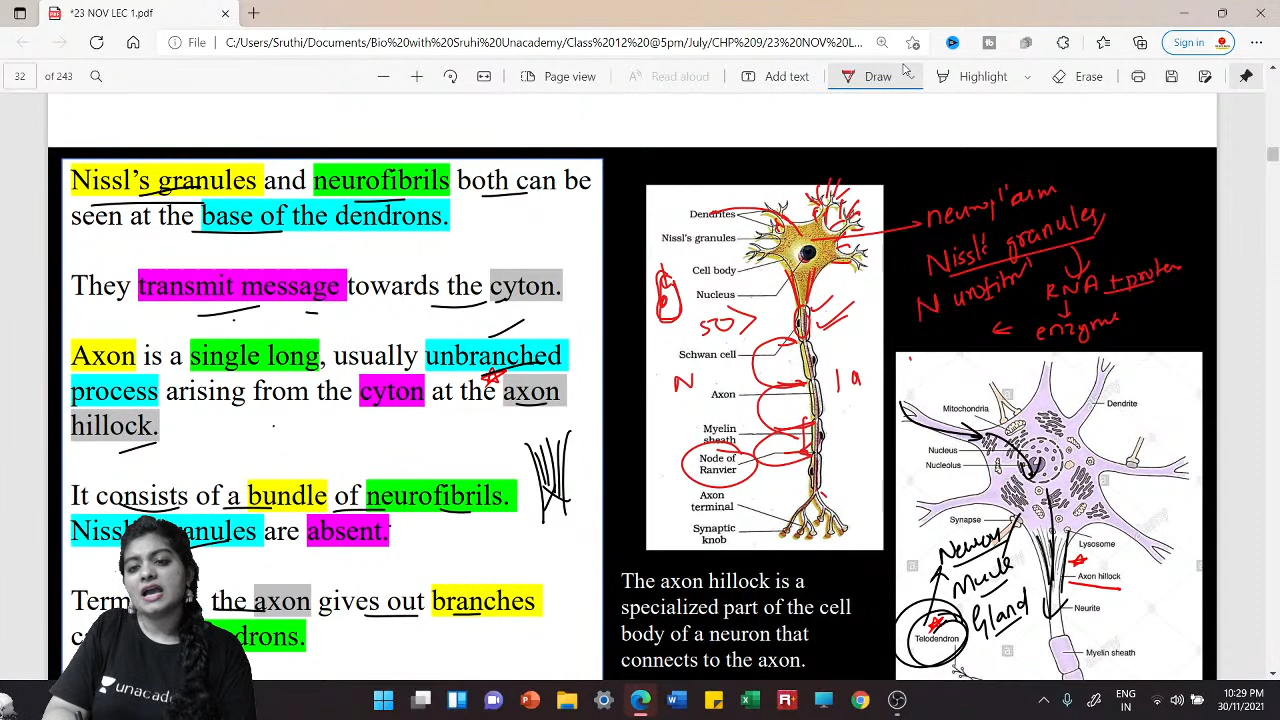 *23 NOV LEC 1.pdf
File
C:/Users/Sruthi/Documents/Bio%20with%20Sruhi%20Unacademy/Class%2012%20@5pm/July/CHP%209/23%20NOV%20L...
Sign in
32 of 243
Page view
Read aloud
Add text
Draw
Highlight
Erase
Nissl's granules and neurofibrils both can be
seen at the base of the dendrons.
They transmit message towards the cyton.
Axon is a single long, usually unbranched
process arising from the cyton at the axon
hillock.
It consists of a bundle of neurofibrils.
are absent.
the axon gives out branches
Dendrites
Nissl's granules
Cell body
Nucleus
Schwan cell
Axon
Myelin
sheath
Node of
Ranvier
Axon
terminal
Synaptic
knob
neuroplasm
Nissl's granules
RNA + protein
enzyme
50 >
N
The axon hillock is a
specialized part of the cell
body of a neuron that
connects to the axon.
Mitochondria
Dendrite
Nucleus
Nucleolus
Synapse
Lysosome
Axon hillock
Neurite
Telodendron
Myelin sheath
Neuron
Muscle
Gland
unacade
ENG
IN
10:29 PM
30/11/2021